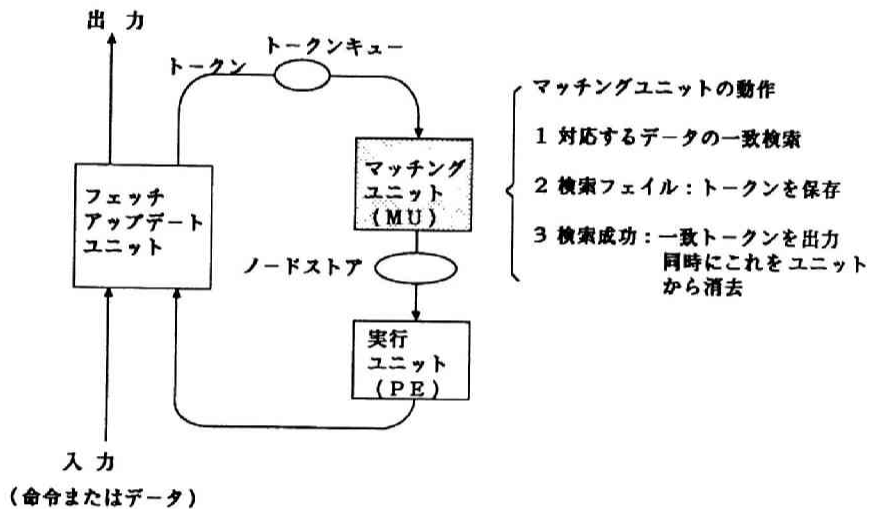 出 力
トークンキュー
トークン
マッチング
ユニット
(MU)
フェッチ
アップデート
ユニット
ノードストア
実行
ユニット
(PE)
入 力
(命令またはデータ)
マッチングユニットの動作
1 対応するデータの一致検索
2 検索フェイル:トークンを保存
3 検索成功:一致トークンを出力
同時にこれをユニット
から消去